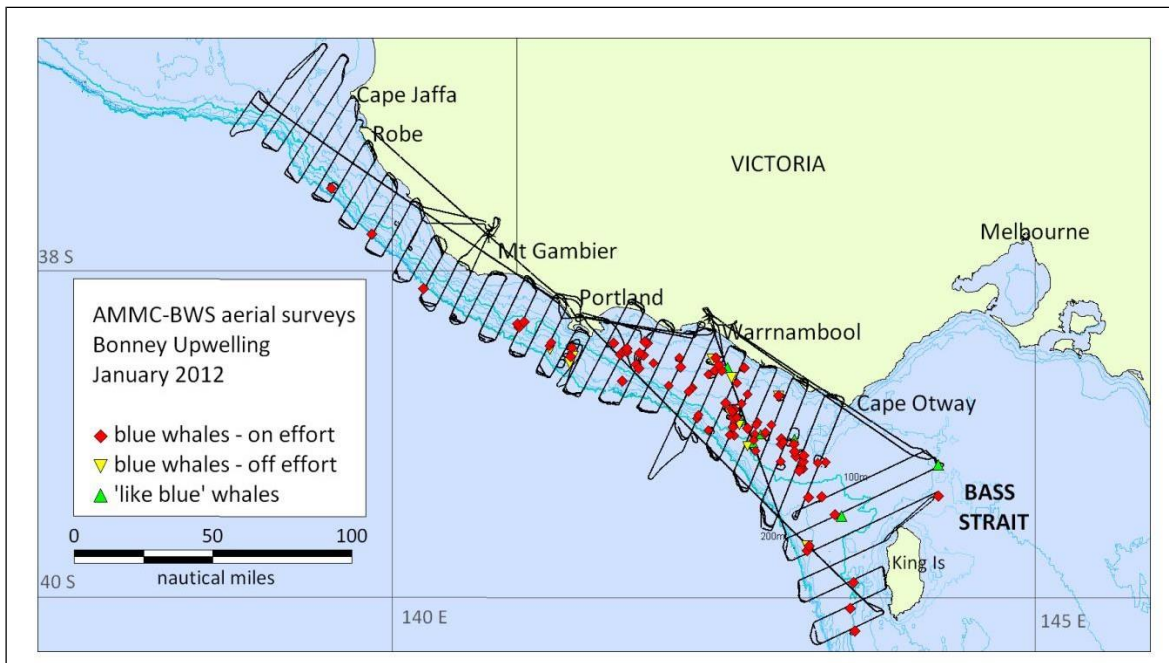 Cape Jaffa
Robe
VICTORIA
Melbourne
Mt Gambier
38 S
Portland
Warrnambool
AMMC-BWS aerial surveys
Bonney Upwelling
January 2012
blue whales - on effort
blue whales - off effort
'like blue' whales
0 50 100
nautical miles
Cape Otway
100m
BASS
STRAIT
200m
King Is
40 S
140 E
145 E